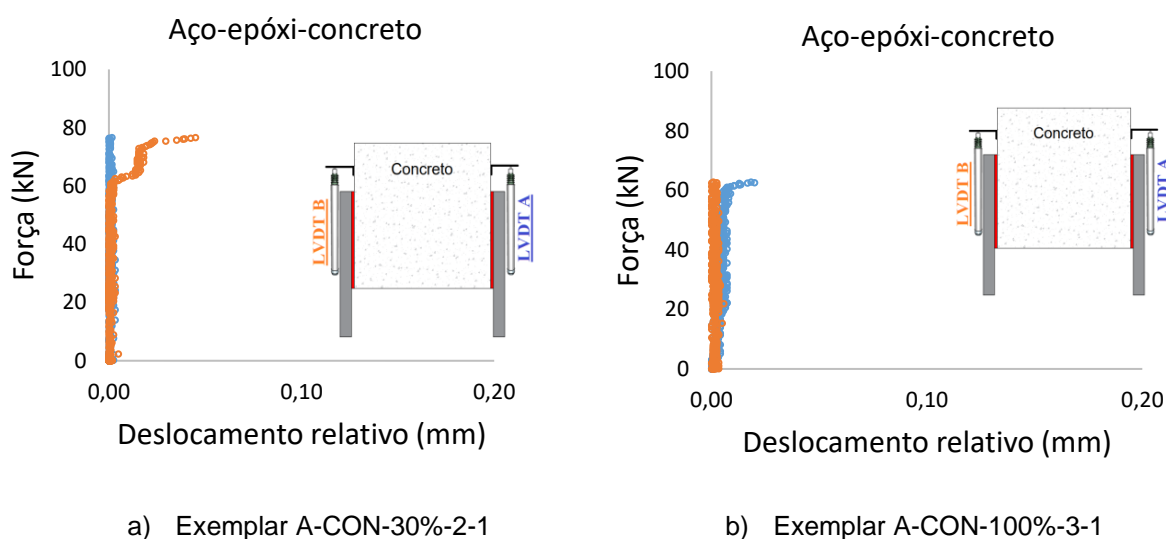 Aço-epóxi-concreto
100
80
60
40
20
0
Força (kN)
0,00
0,10
0,20
Deslocamento relativo (mm)
Concreto
LVDT B
LVDT A
a) Exemplar A-CON-30%-2-1
Aço-epóxi-concreto
100
80
60
40
20
0
Força (kN)
0,00
0,10
0,20
Deslocamento relativo (mm)
Concreto
LVDT B
LVDT A
b) Exemplar A-CON-100%-3-1